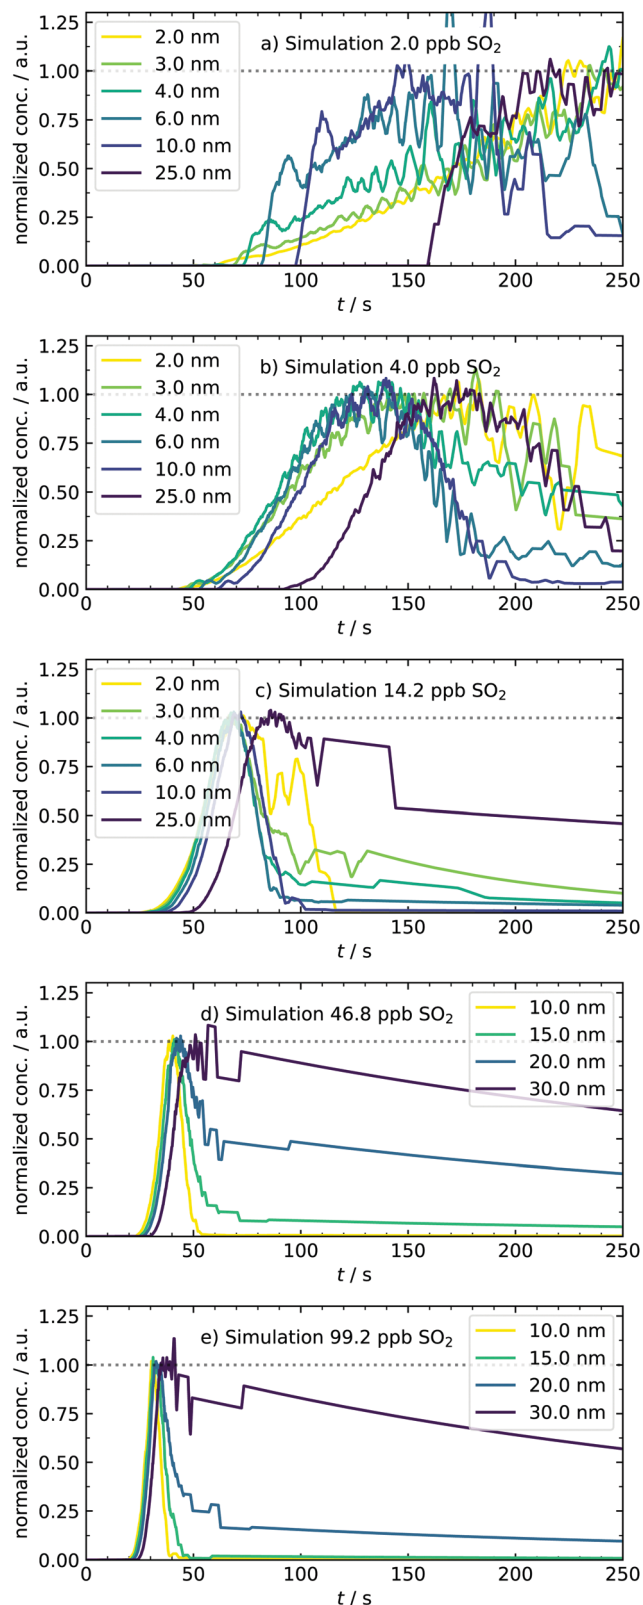 a) Simulation 2.0 ppb SO₂
normalized conc. / a.u.
1.25
1.00
0.75
0.50
0.25
0.00
2.0 nm
3.0 nm
4.0 nm
6.0 nm
10.0 nm
25.0 nm
0 50 100 150 200 250
t / s
b) Simulation 4.0 ppb SO₂
normalized conc. / a.u.
1.25
1.00
0.75
0.50
0.25
0.00
2.0 nm
3.0 nm
4.0 nm
6.0 nm
10.0 nm
25.0 nm
0 50 100 150 200 250
t / s
c) Simulation 14.2 ppb SO₂
normalized conc. / a.u.
1.25
1.00
0.75
0.50
0.25
0.00
2.0 nm
3.0 nm
4.0 nm
6.0 nm
10.0 nm
25.0 nm
0 50 100 150 200 250
t / s
d) Simulation 46.8 ppb SO₂
normalized conc. / a.u.
1.25
1.00
0.75
0.50
0.25
0.00
10.0 nm
15.0 nm
20.0 nm
30.0 nm
0 50 100 150 200 250
t / s
e) Simulation 99.2 ppb SO₂
normalized conc. / a.u.
1.25
1.00
0.75
0.50
0.25
0.00
10.0 nm
15.0 nm
20.0 nm
30.0 nm
0 50 100 150 200 250
t / s